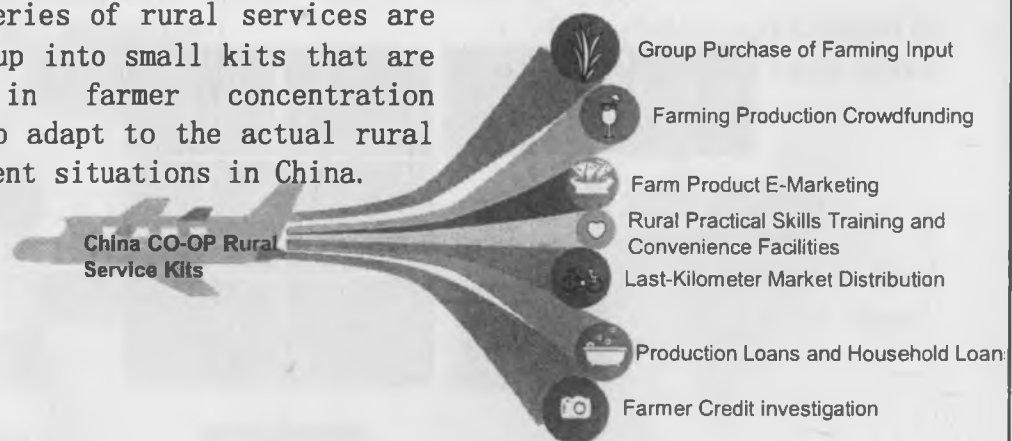 eries of rural services are
up into small kits that are
in farmer concentration
o adapt to the actual rural
ent situations in China.
China CO-OP Rural
Service Kits
Group Purchase of Farming Input
Farming Production Crowdfunding
Farm Product E-Marketing
Rural Practical Skills Training and
Convenience Facilities
Last-Kilometer Market Distribution
Production Loans and Household Loan
Farmer Credit investigation